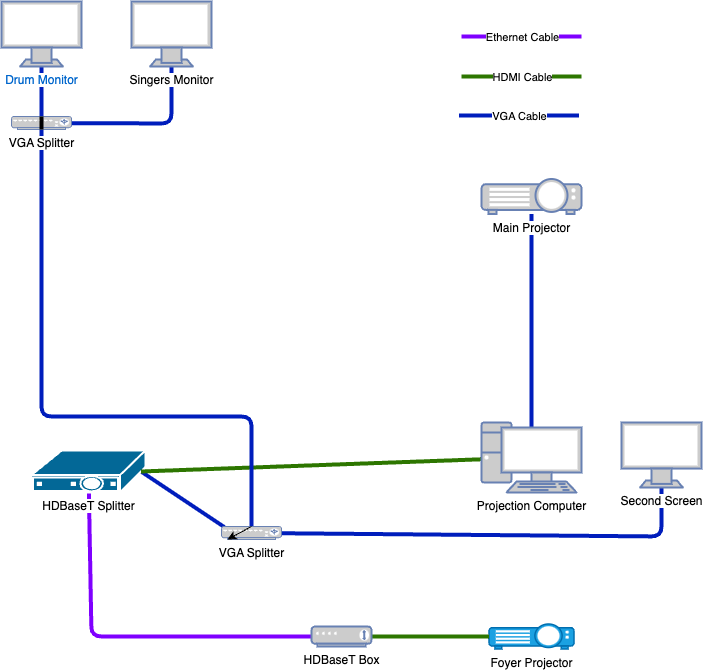 Ethernet Cable
Drum Monitor
Singers Monitor
HDMI Cable
VGA Cable
VGA Splitter
Main Projector
HDBaseT Splitter
Projection Computer
Second Screen
VGA Splitter
HDBaseT Box
Foyer Projector